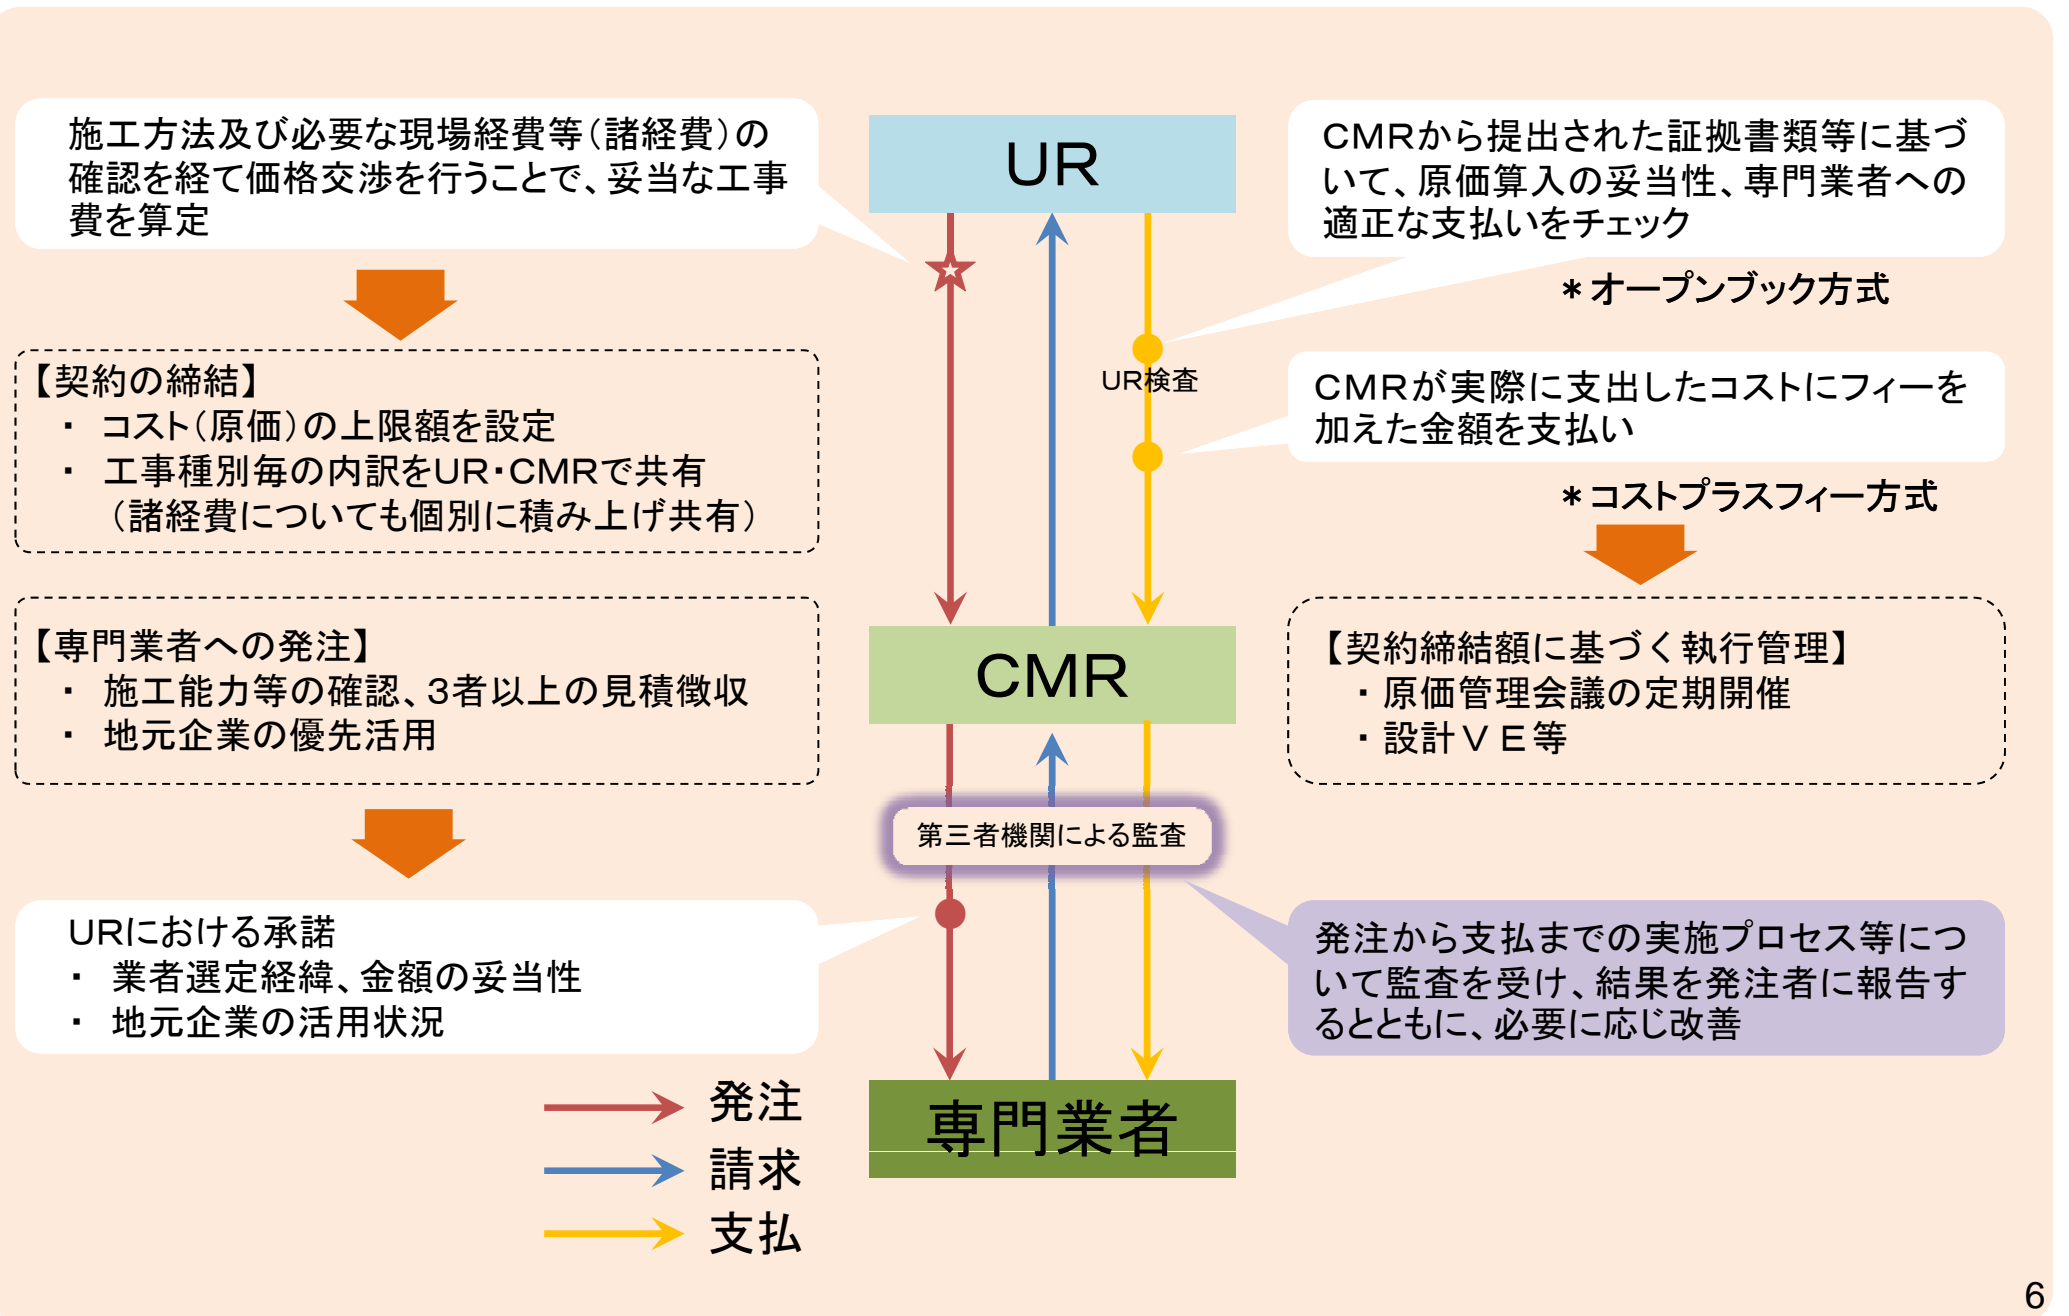 施工方法及び必要な現場経費等（諸経費）の
確認を経て価格交渉を行うことで、妥当な工事
費を算定
【契約の締結】
・ コスト（原価）の上限額を設定
・ 工事種別毎の内訳をUR・CMRで共有
（諸経費についても個別に積み上げ共有）
【専門業者への発注】
・ 施工能力等の確認、3者以上の見積徴収
・ 地元企業の優先活用
URにおける承諾
・ 業者選定経緯、金額の妥当性
・ 地元企業の活用状況
発注
請求
支払
UR
UR検査
CMR
第三者機関による監査
専門業者
CMRから提出された証拠書類等に基づ
いて、原価算入の妥当性、専門業者への
適正な支払いをチェック
＊オープンブック方式
CMRが実際に支出したコストにフィーを
加えた金額を支払い
＊コストプラスフィー方式
【契約締結額に基づく執行管理】
・原価管理会議の定期開催
・設計ＶＥ等
発注から支払までの実施プロセス等につ
いて監査を受け、結果を発注者に報告す
るとともに、必要に応じ改善
6